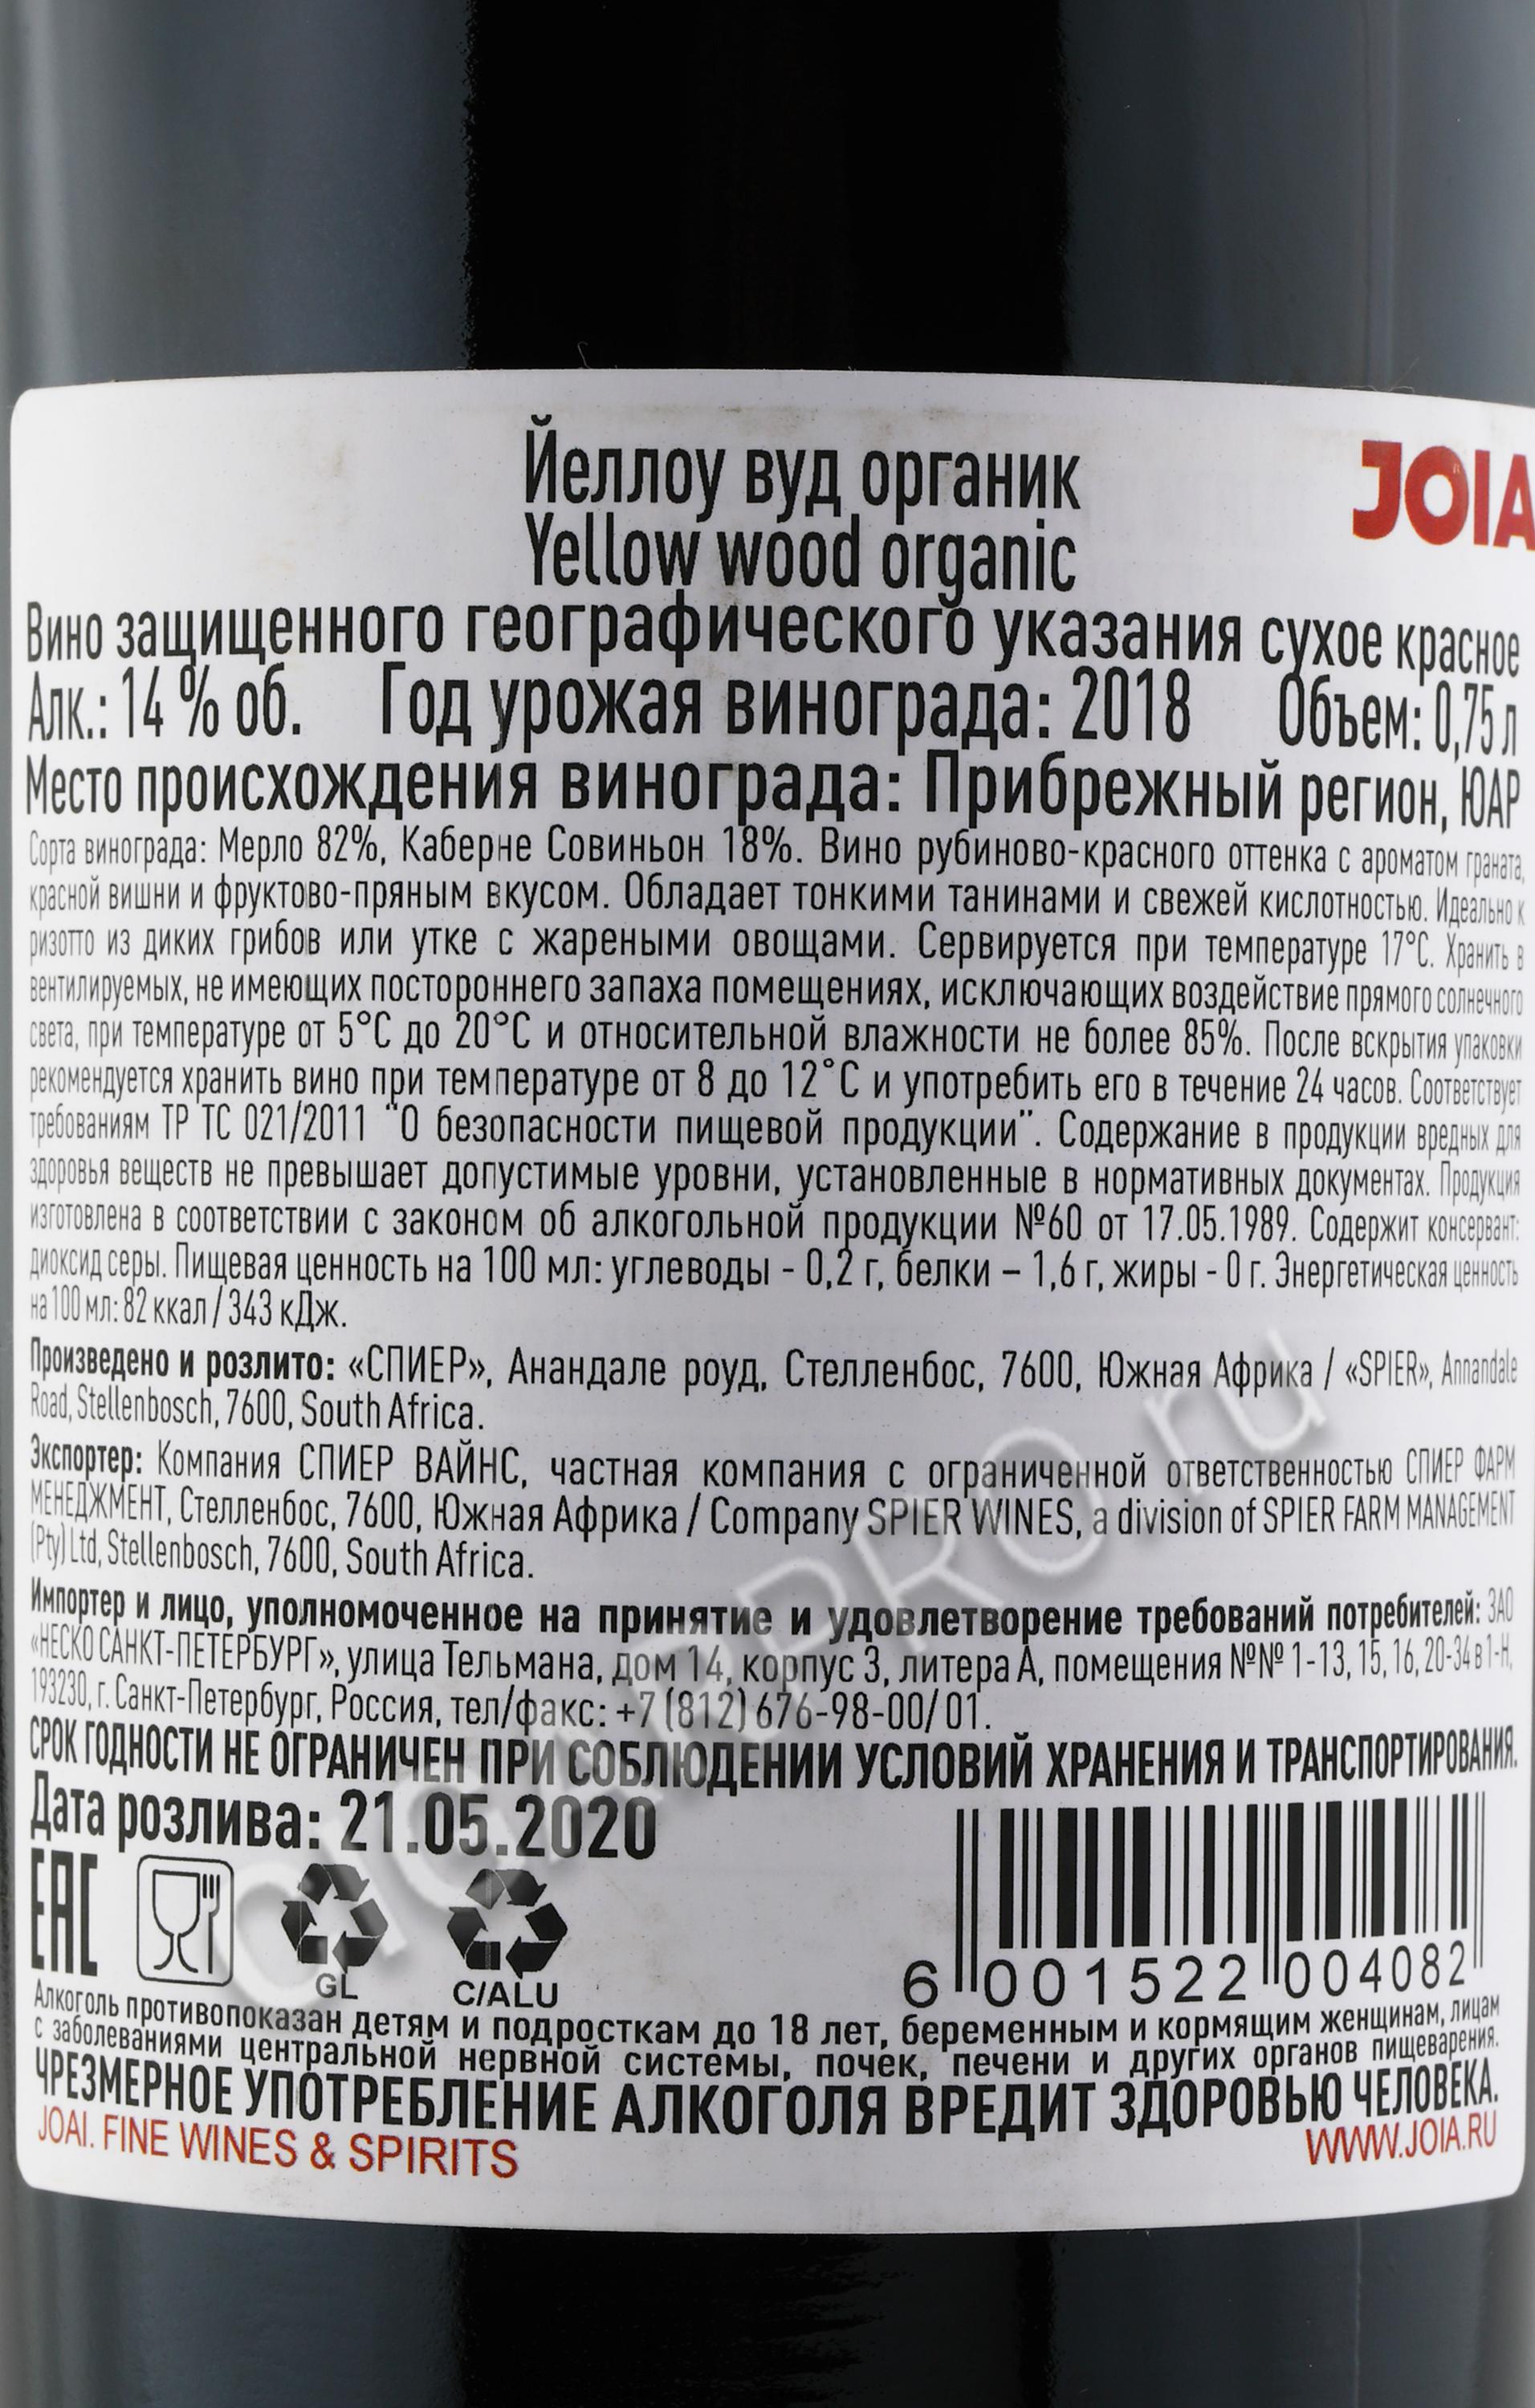 Йеллоу вуд органик
JOIA
Yellow wood organic
Вино защищенного географического указания сухое красное
Алк.: 14 % об. Год урожая винограда: 2018 Объем: 0,75 л
Место происхождения винограда: Прибрежный регион, ЮАР
Сорта винограда: Мерло 82%, Каберне Совиньон 18%. Вино рубиново-красного оттенка с ароматом граната,
красной вишни и фруктово-пряным вкусом. Обладает тонкими танинами и свежей кислотностью. Идеально к
ризотто из диких грибов или утке с жареными овощами. Сервируется при температуре 17°C. Хранить в
вентилируемых, не имеющих постороннего запаха помещениях, исключающих воздействие прямого солнечного
света, при температуре от 5°C до 20°C и относительной влажности не более 85%. После вскрытия упаковки
рекомендуется хранить вино при температуре от 8 до 12°C и употребить его в течение 24 часов. Соответствует
требованиям ТР ТС 021/2011 "О безопасности пищевой продукции". Содержание в продукции вредных для
здоровья веществ не превышает допустимые уровни, установленные в нормативных документах. Продукция
изготовлена в соответствии с законом об алкогольной продукции №60 от 17.05.1989. Содержит консервант:
диоксид серы. Пищевая ценность на 100 мл: углеводы - 0,2 г, белки – 1,6 г, жиры - 0 г. Энергетическая ценность
на 100 мл: 82 ккал / 343 кДж.
Произведено и розлито: «СПИЕР», Анандале роуд, Стелленбос, 7600, Южная Африка / «SPIER», Annandale
Road, Stellenbosch, 7600, South Africa.
Экспортер: Компания СПИЕР ВАЙНС, частная компания с ограниченной ответственностью СПИЕР ФАРМ
МЕНЕДЖМЕНТ, Стелленбос, 7600, Южная Африка / Company SPIER WINES, a division of SPIER FARM MANAGEMENT
(Pty) Ltd, Stellenbosch, 7600, South Africa.
Импортер и лицо, уполномоченное на принятие и удовлетворение требований потребителей: ЗАО
«НЕСКО САНКТ-ПЕТЕРБУРГ», улица Тельмана, дом 14, корпус 3, литера А, помещения №№ 1-13, 15, 16, 20-34 в 1-Н,
193230, г. Санкт-Петербург, Россия, тел/факс: +7 (812) 676-98-00/ 01.
СРОК ГОДНОСТИ НЕ ОГРАНИЧЕН ПРИ СОБЛЮДЕНИИ УСЛОВИЙ ХРАНЕНИЯ И ТРАНСПОРТИРОВАНИЯ.
Дата розлива: 21.05.2020
EAC
GL
C/ALU
6 001522 004082
Алкоголь противопоказан детям и подросткам до 18 лет, беременным и кормящим женщинам, лицам
с заболеваниями центральной нервной системы, почек, печени и других органов пищеварения.
ЧРЕЗМЕРНОЕ УПОТРЕБЛЕНИЕ АЛКОГОЛЯ ВРЕДИТ ЗДОРОВЬЮ ЧЕЛОВЕКА.
JOAI. FINE WINES & SPIRITS
WWW.JOIA.RU
CIGARPRO.ru